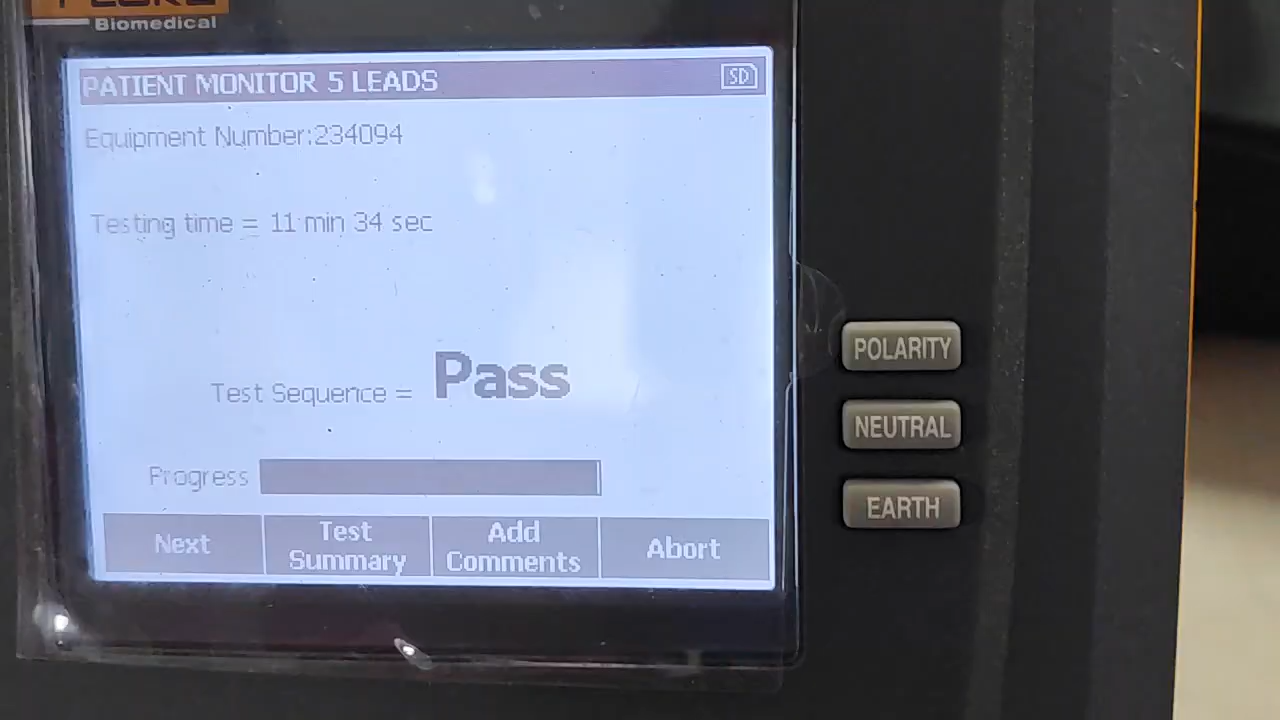 FLUKE
Biomedical
PATIENT MONITOR 5 LEADS
SD
Equipment Number:234094
Testing time = 11 min 34 sec
Test Sequence = Pass
Progress
Next
Test Summary
Add Comments
Abort
POLARITY
NEUTRAL
EARTH